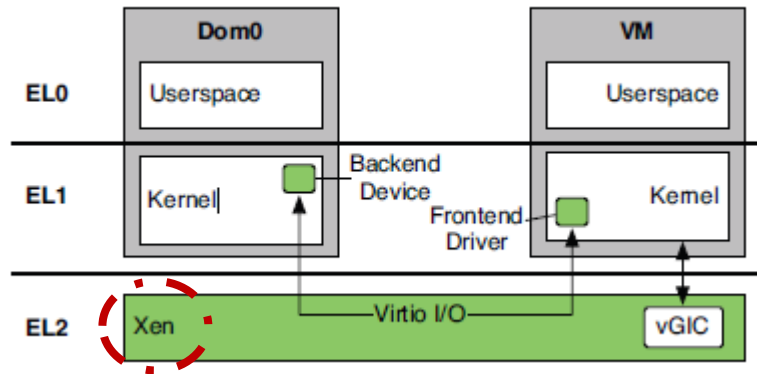 Dom0
VM
EL0
Userspace
Userspace
EL1
Kernel
Backend
Device
Frontend
Driver
Kernel
EL2
Xen
Virtio I/O
vGIC